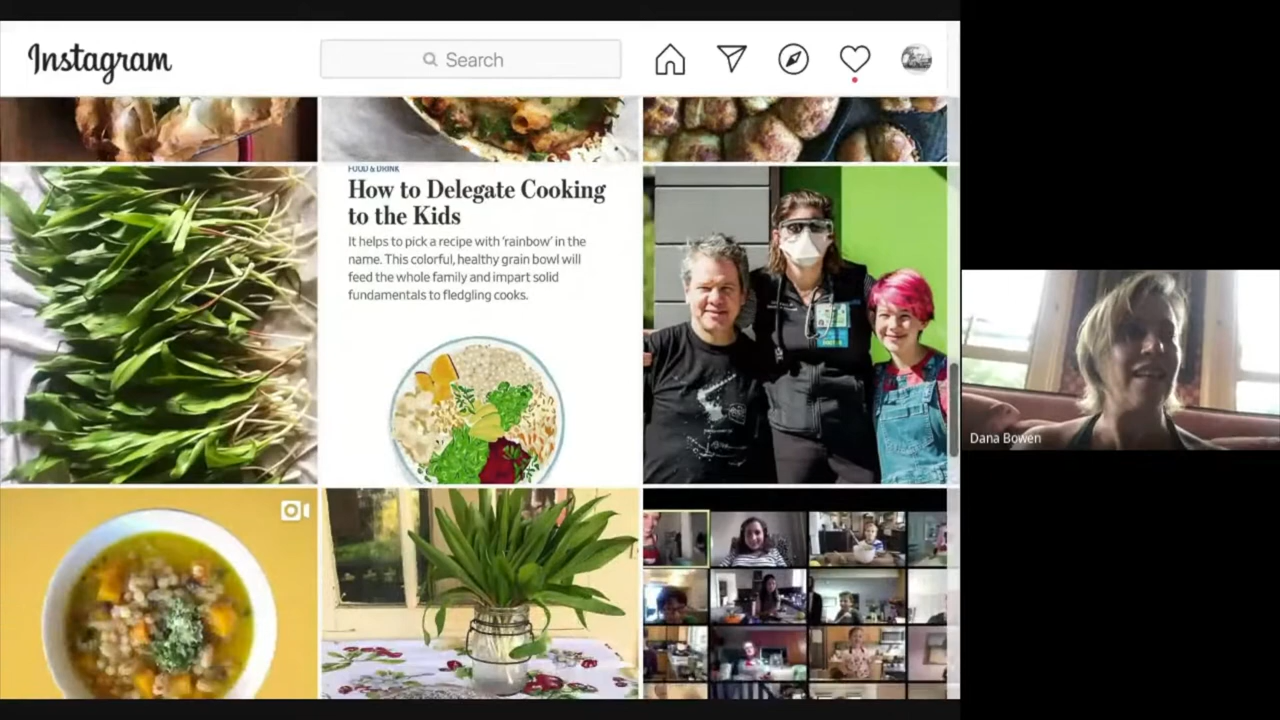 Instagram
Search
FOOD & DRINK
How to Delegate Cooking
to the Kids
It helps to pick a recipe with 'rainbow' in the
name. This colorful, healthy grain bowl will
feed the whole family and impart solid
fundamentals to fledgling cooks.
Dana Bowen